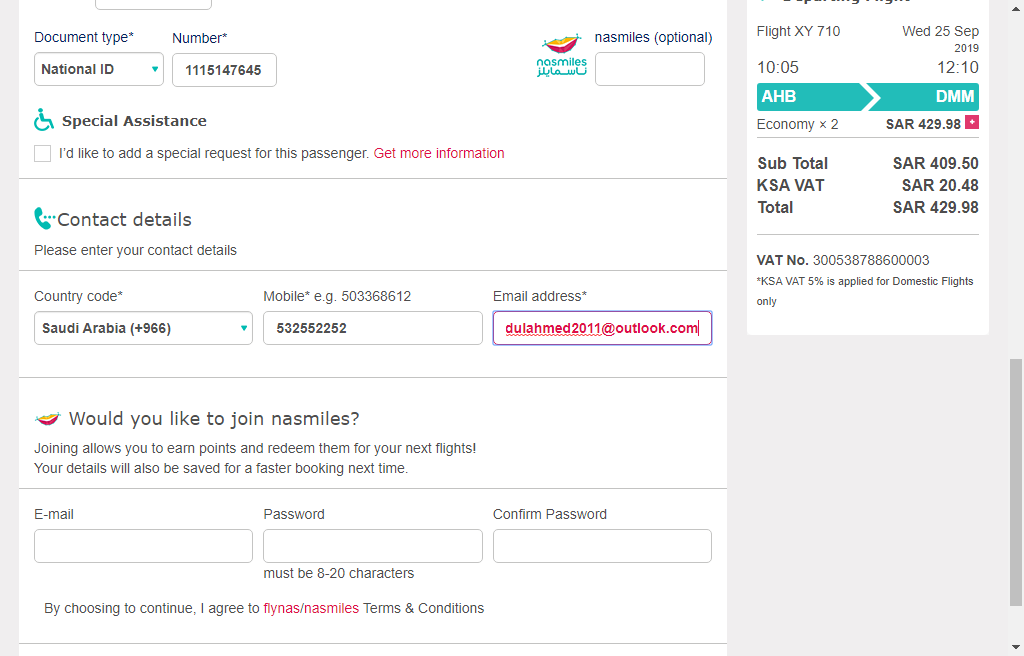 Document type*
Number*
nasmiles (optional)
National ID
1115147645
nasmiles
ناسمايلز
Special Assistance
I'd like to add a special request for this passenger. Get more information
Contact details
Please enter your contact details
Country code*
Mobile* e.g. 503368612
Email address*
Saudi Arabia (+966)
532552252
dulahmed2011@outlook.com
Would you like to join nasmiles?
Joining allows you to earn points and redeem them for your next flights!
Your details will also be saved for a faster booking next time.
E-mail
Password
Confirm Password
must be 8-20 characters
By choosing to continue, I agree to flynas/nasmiles Terms & Conditions
Departing Flight
Flight XY 710
Wed 25 Sep
2019
10:05
12:10
AHB
DMM
Economy × 2
SAR 429.98 +
Sub Total
SAR 409.50
KSA VAT
SAR 20.48
Total
SAR 429.98
VAT No. 300538788600003
*KSA VAT 5% is applied for Domestic Flights
only